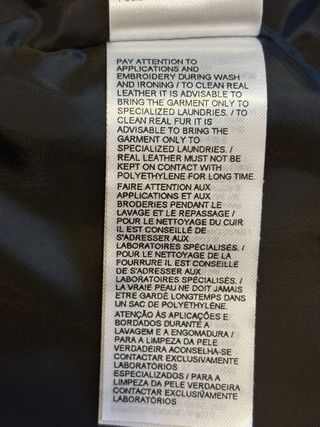 PAY ATTENTION TO
APPLICATIONS AND
EMBROIDERY DURING WASH
AND IRONING / TO CLEAN REAL
LEATHER IT IS ADVISABLE TO
BRING THE GARMENT ONLY TO
SPECIALIZED LAUNDRIES. / TO
CLEAN REAL FUR IT IS
ADVISABLE TO BRING THE
GARMENT ONLY TO
SPECIALIZED LAUNDRIES. /
REAL LEATHER MUST NOT BE
KEPT ON CONTACT WITH
POLYETHYLENE FOR LONG TIME.
FAIRE ATTENTION AUX
APPLICATIONS ET AUX
BRODERIES PENDANT LE
LAVAGE ET LE REPASSAGE /
POUR LE NETTOYAGE DU CUIR
IL EST CONSEILLÉ DE
S'ADRESSER AUX
LABORATOIRES SPÉCIALISÉS. /
POUR LE NETTOYAGE DE LA
FOURRURE IL EST CONSEILLÉ
DE S'ADRESSER AUX
LABORATOIRES SPÉCIALISÉS. /
LA VRAIE PEAU NE DOIT JAMAIS
ETRE GARDÉ LONGTEMPS DANS
UN SAC DE POLYÉTHYLÈNE.
ATENÇÃO ÀS APLICAÇÕES E
BORDADOS DURANTE A
LAVAGEM E A ENGOMADURA /
PARA A LIMPEZA DA PELE
VERDADEIRA ACONSELHA-SE
CONTACTAR EXCLUSIVAMENTE
LABORATÓRIOS
ESPECIALIZADOS / PARA A
LIMPEZA DA PELE VERDADEIRA
CONTACTAR EXCLUSIVAMENTE
LABORATÓRIOS